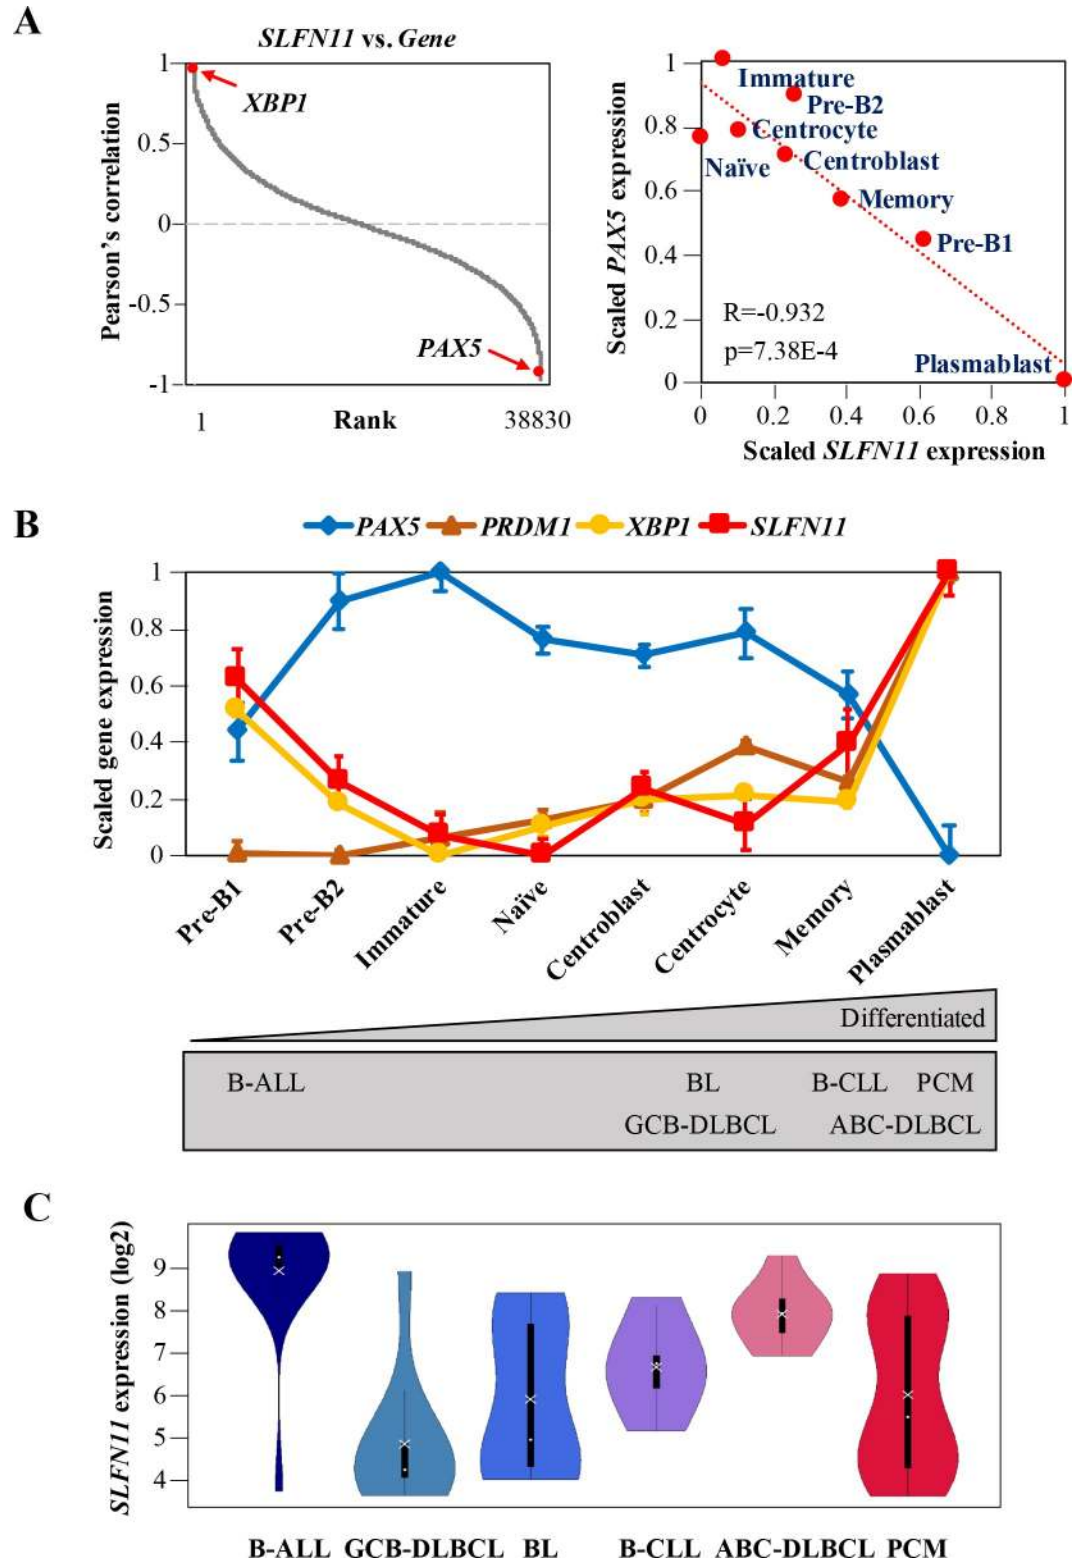 A
SLFN11 vs. Gene
Pearson's correlation
1
0.5
0
-0.5
-1
XBP1
PAX5
1
Rank
38830
Scaled PAX5 expression
1
0.8
0.6
0.4
0.2
0
Immature
Pre-B2
Centrocyte
Naïve
Centroblast
Memory
Pre-B1
R=-0.932
p=7.38E-4
Plasmablast
0 0.2 0.4 0.6 0.8 1
Scaled SLFN11 expression
B
PAX5 PRDM1 XBP1 SLFN11
Scaled gene expression
1
0.8
0.6
0.4
0.2
0
Pre-B1
Pre-B2
Immature
Naïve
Centroblast
Centrocyte
Memory
Plasmablast
Differentiated
B-ALL BL B-CLL PCM
GCB-DLBCL ABC-DLBCL
C
SLFN11 expression (log2)
9
8
7
6
5
4
B-ALL GCB-DLBCL BL B-CLL ABC-DLBCL PCM